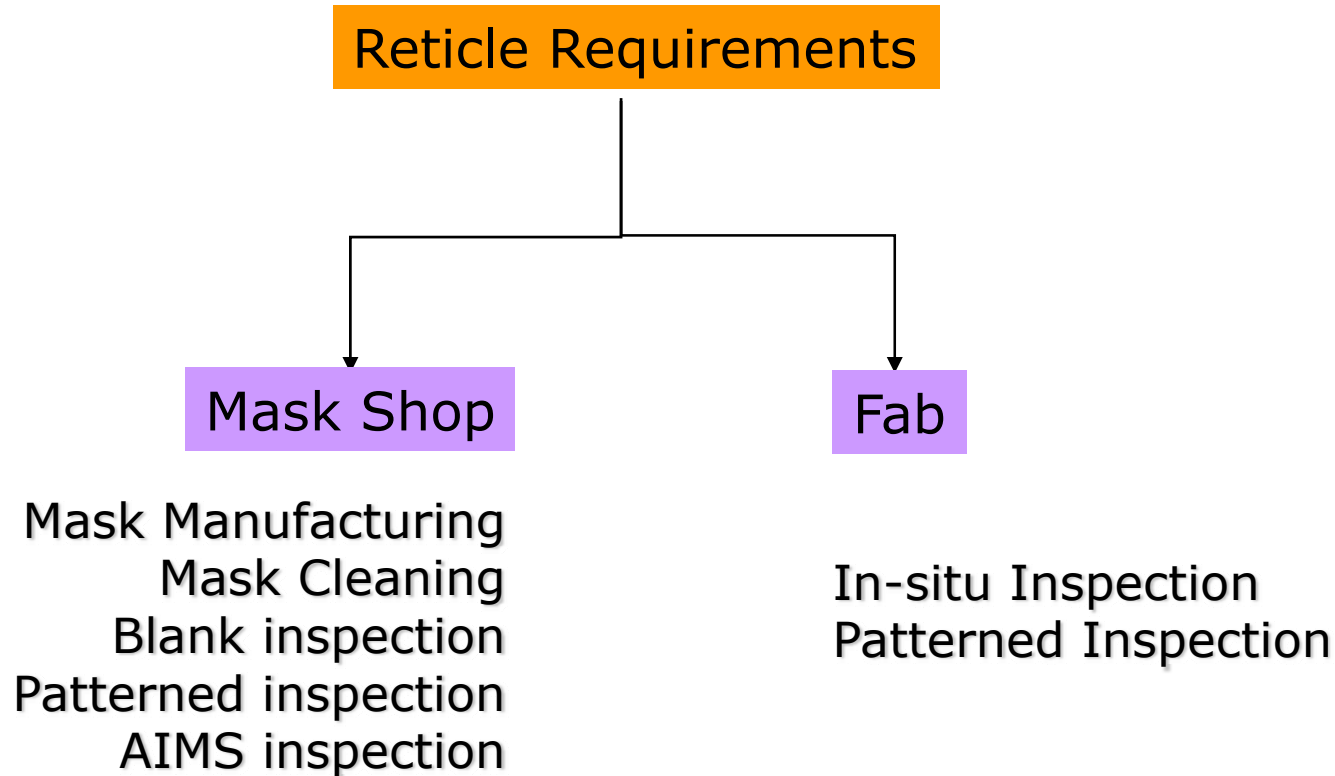 Reticle Requirements
Mask Shop
Fab
Mask Manufacturing
Mask Cleaning
Blank inspection
Patterned inspection
AIMS inspection
In-situ Inspection
Patterned Inspection